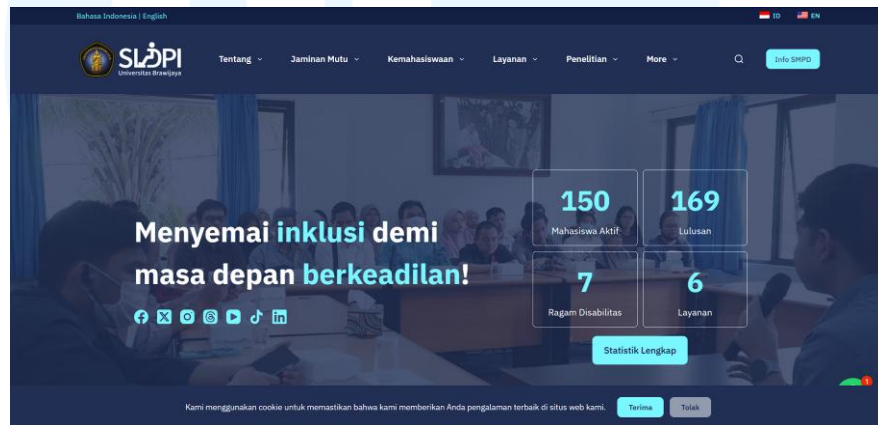 Bahasa Indonesia | English
ID EN
SLDPI
Universitas Brawijaya
Tentang Jaminan Mutu Kemahasiswaan Layanan Penelitian More Info SMPD
Menyemai inklusi demi
masa depan berkeadilan!
150
Mahasiswa Aktif
169
Lulusan
7
Ragam Disabilitas
6
Layanan
Statistik Lengkap
1
Kami menggunakan cookie untuk memastikan bahwa kami memberikan Anda pengalaman terbaik di situs web kami. Terima Tolak